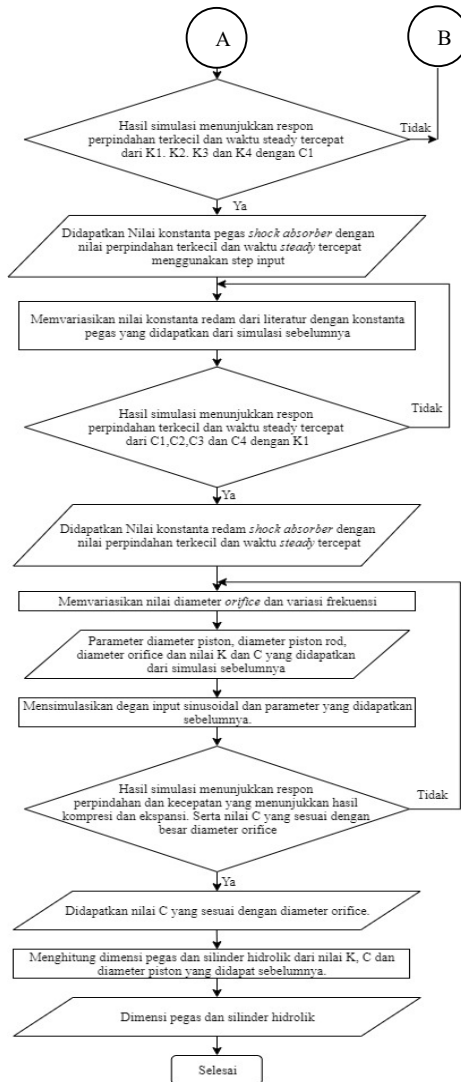 A
B
Hasil simulasi menunjukkan respon
perpindahan terkecil dan waktu steady tercepat
dari K1. K2. K3 dan K4 dengan C1
Tidak
Ya
Didapatkan Nilai konstanta pegas shock absorber dengan
nilai perpindahan terkecil dan waktu steady tercepat
menggunakan step input
Memvariasikan nilai konstanta redam dari literatur dengan konstanta
pegas yang didapatkan dari simulasi sebelumnya
Hasil simulasi menunjukkan respon
perpindahan terkecil dan waktu steady tercepat
dari C1,C2,C3 dan C4 dengan K1
Tidak
Ya
Didapatkan Nilai konstanta redam shock absorber dengan
nilai perpindahan terkecil dan waktu steady tercepat
Memvariasikan nilai diameter orifice dan variasi frekuensi
Parameter diameter piston, diameter piston rod,
diameter orifice dan nilai K dan C yang didapatkan
dari simulasi sebelumnya
Mensimulasikan degan input sinusoidal dan parameter yang didapatkan
sebelumnya.
Hasil simulasi menunjukkan respon
perpindahan dan kecepatan yang menunjukkan hasil
kompresi dan ekspansi. Serta nilai C yang sesuai dengan
besar diameter orifice
Tidak
Ya
Didapatkan nilai C yang sesuai dengan diameter orifice.
Menghitung dimensi pegas dan silinder hidrolik dari nilai K, C dan
diameter piston yang didapat sebelumnya.
Dimensi pegas dan silinder hidrolik
Selesai